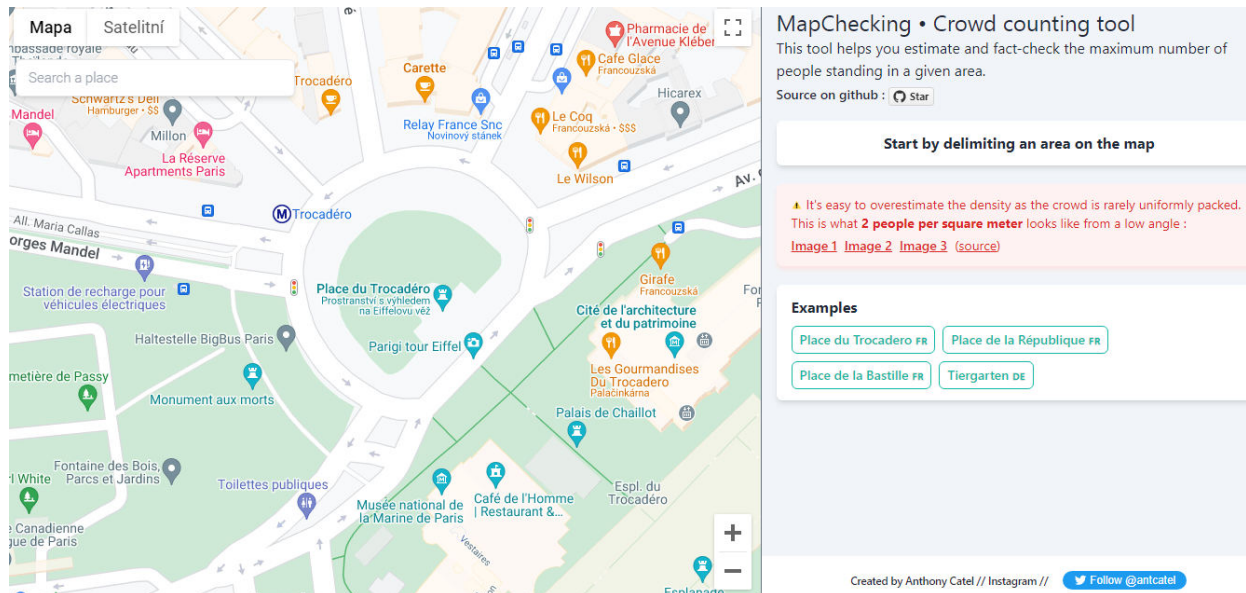 Mapa Satelitní
Search a place
Trocadéro
Carette
Pharmacie de
l'Avenue Kléber
Cafe Glace
Francouzská
Hicarex
Schwartz's Deli
Hamburger · $$
Mandel
Millon
La Réserve
Apartments Paris
Relay France Snc
Novinový stánek
Le Coq
Francouzská · $$$
Le Wilson
Av.
M Trocadéro
All. Maria Callas
orges Mandel
Station de recharge pour
véhicules électriques
Place du Trocadéro
Prostranství s výhledem
na Eiffelovu věž
Girafe
Francouzská
Cité de l'architecture
et du patrimoine
Haltestelle BigBus Paris
Parigi tour Eiffel
Les Gourmandises
Du Trocadero
Palačinkárna
metière de Passy
Monument aux morts
Palais de Chaillot
Fontaine des Bois,
Parcs et Jardins
rl White
Toilettes publiques
Musée national de
la Marine de Paris
Café de l'Homme
| Restaurant &...
Espl. du
Trocadéro
e Canadienne
gue de Paris
Vestiaires
Esplanade
MapChecking • Crowd counting tool
This tool helps you estimate and fact-check the maximum number of
people standing in a given area.
Source on github : Star
Start by delimiting an area on the map
It's easy to overestimate the density as the crowd is rarely uniformly packed.
This is what 2 people per square meter looks like from a low angle :
Image 1 Image 2 Image 3 (source)
Examples
Place du Trocadero FR Place de la République FR
Place de la Bastille FR Tiergarten DE
Created by Anthony Catel // Instagram // Follow @antcatel